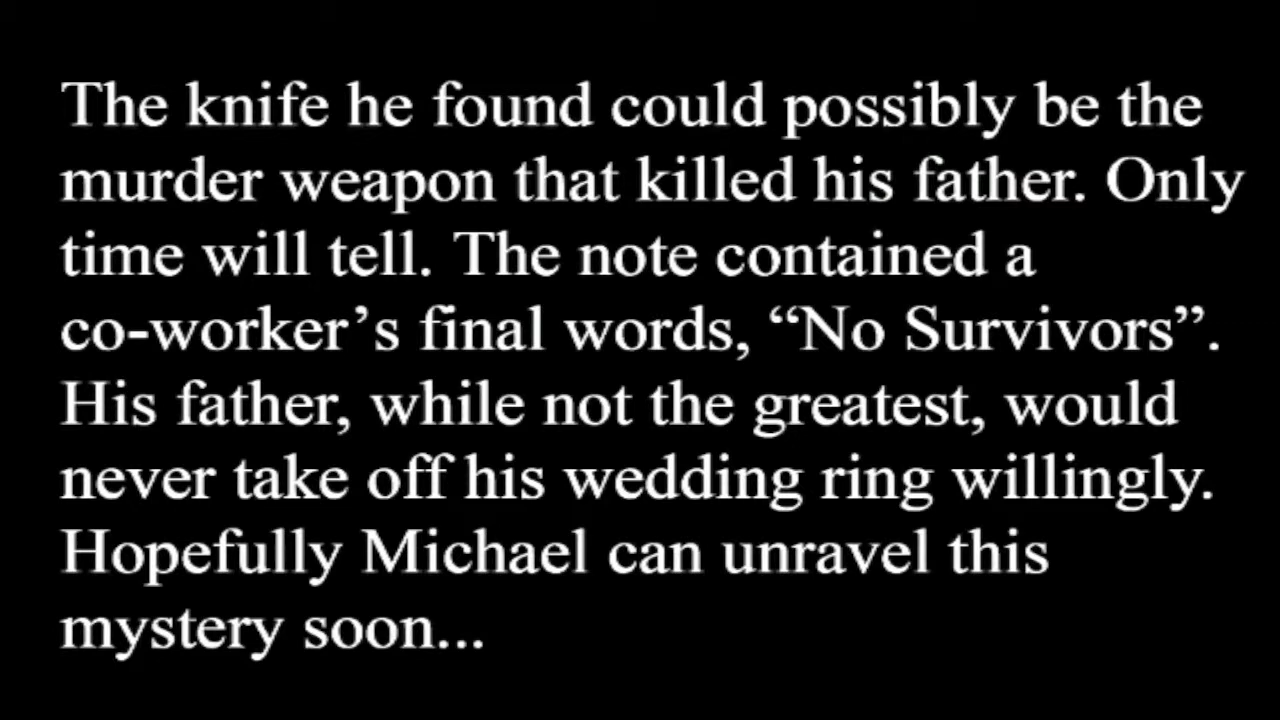 The knife he found could possibly be the
murder weapon that killed his father. Only
time will tell. The note contained a
co-worker’s final words, “No Survivors”.
His father, while not the greatest, would
never take off his wedding ring willingly.
Hopefully Michael can unravel this
mystery soon...